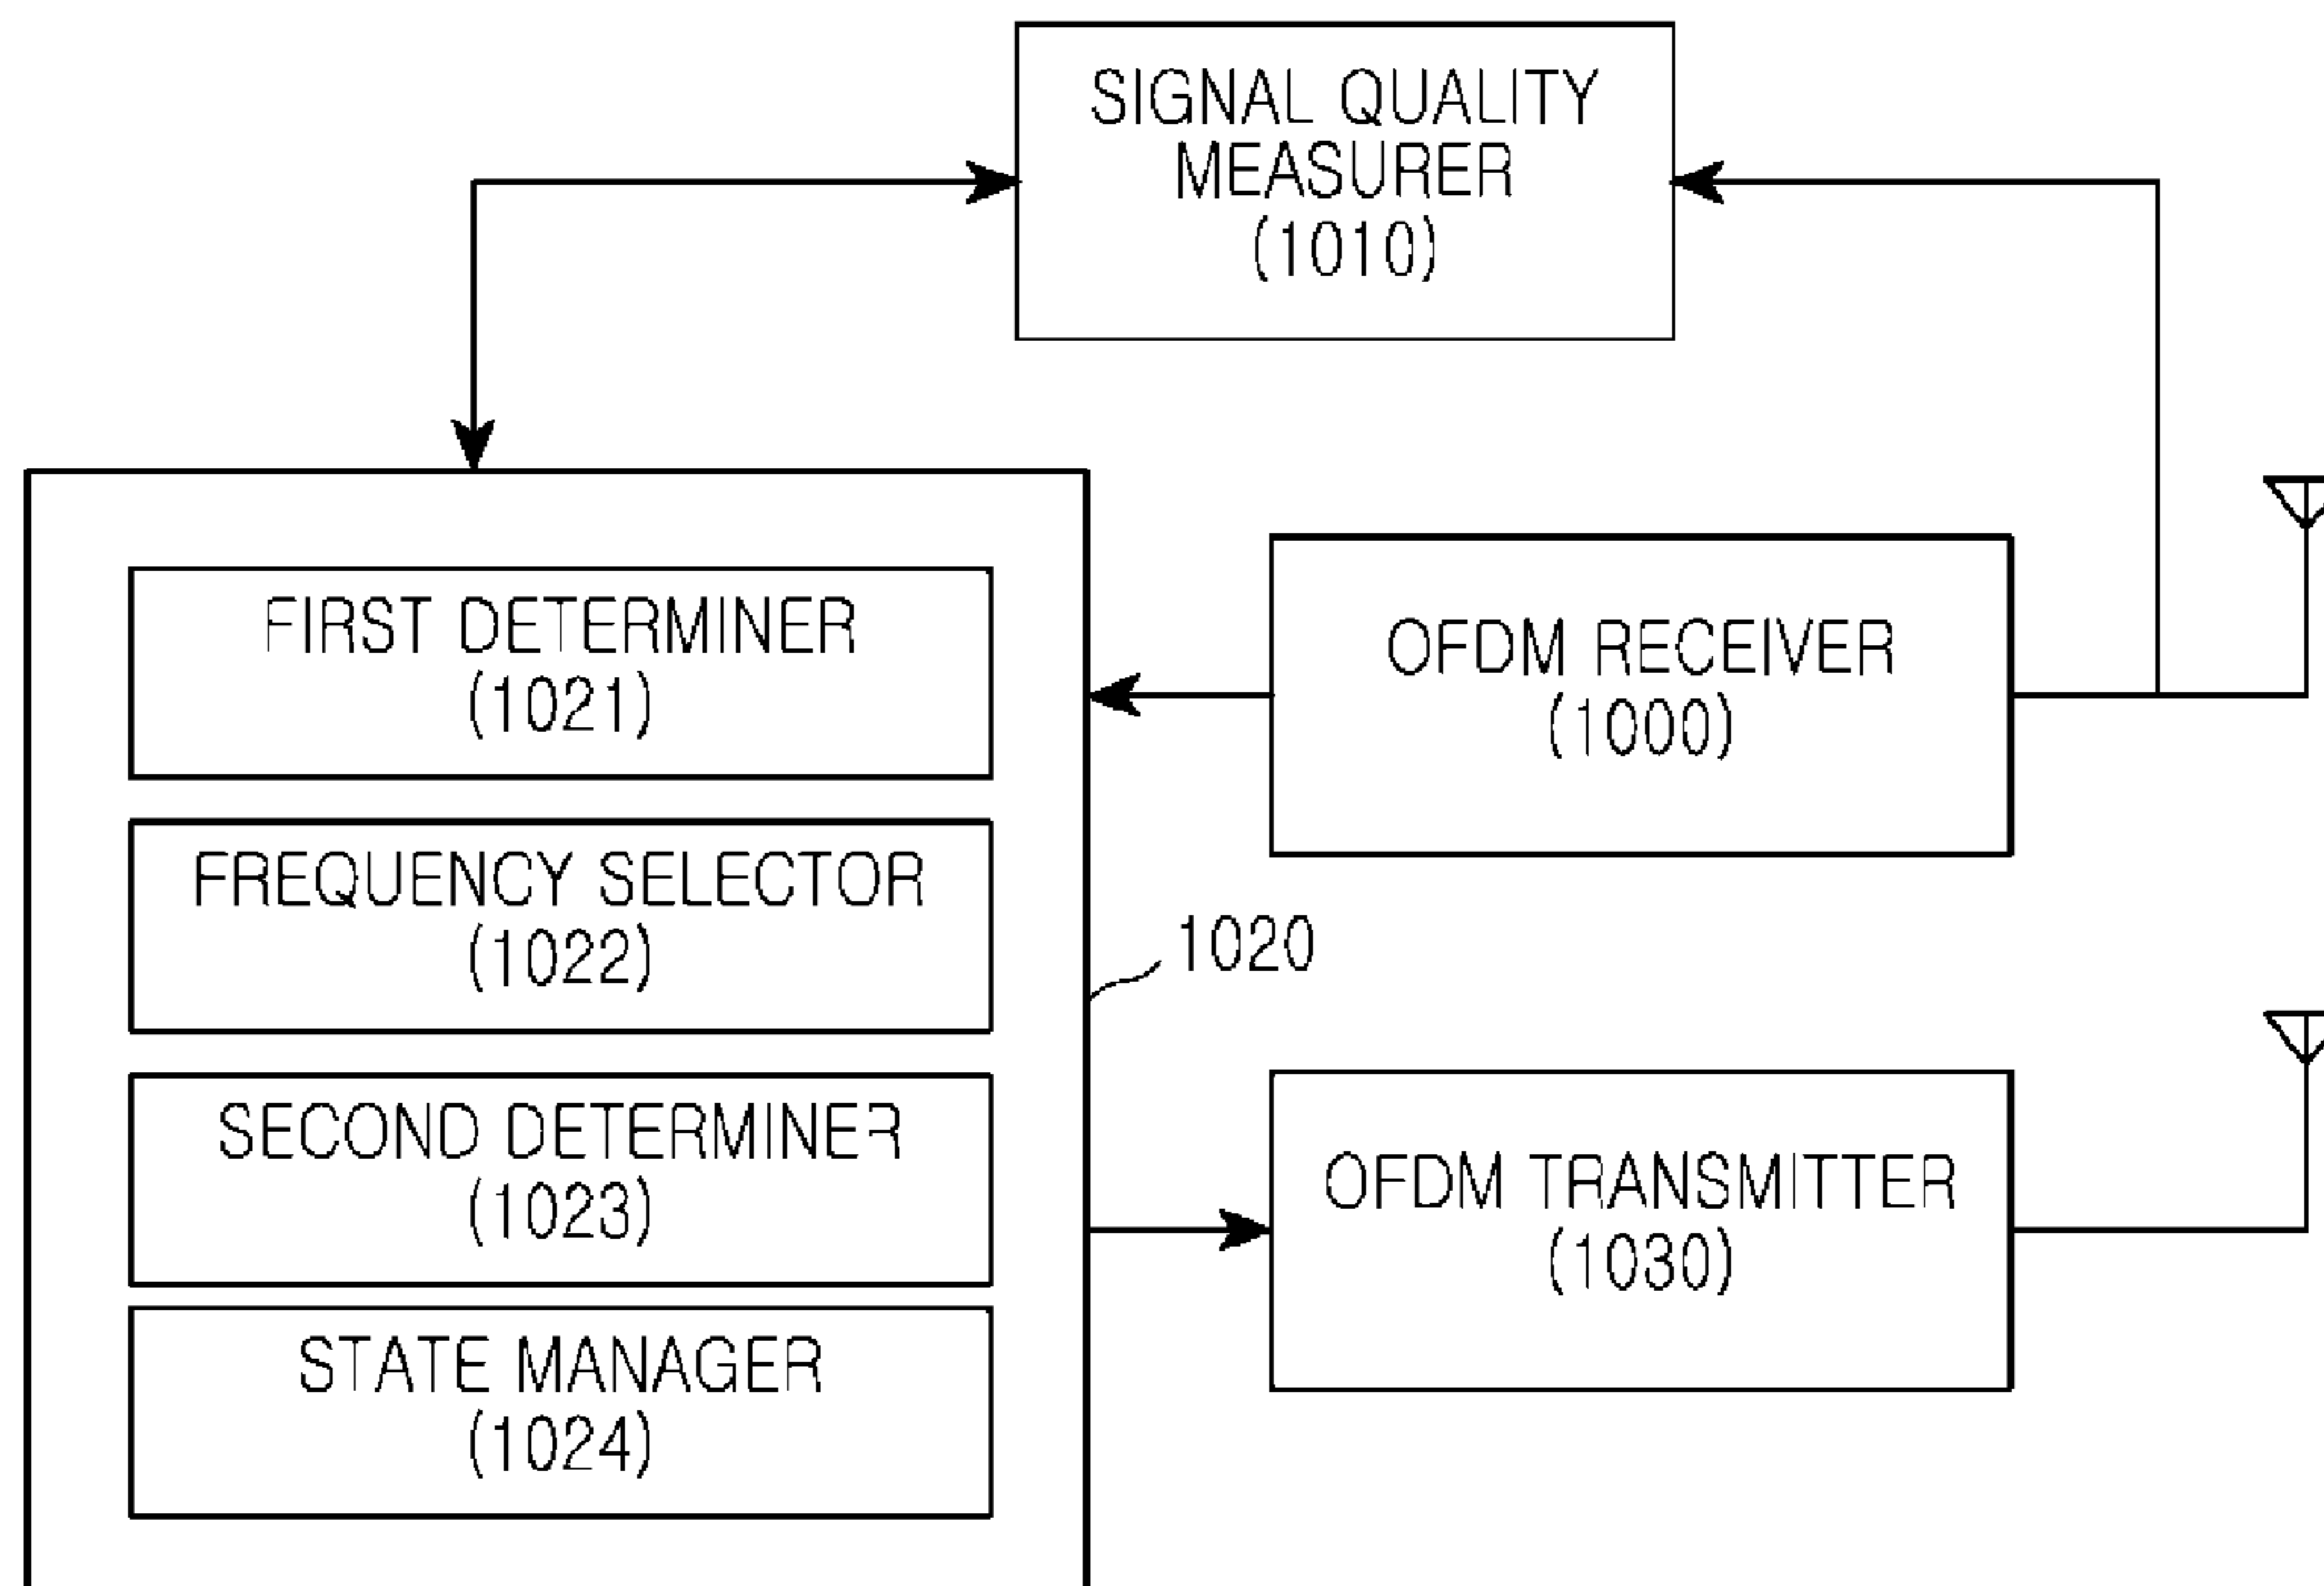 SIGNAL QUALITY
MEASURER
(1010)
FIRST DETERMINER
(1021)
OFDM RECEIVER
(1000)
FREQUENCY SELECTOR
(1022)
1020
SECOND DETERMINER
(1023)
OFDM TRANSMITTER
(1030)
STATE MANAGER
(1024)